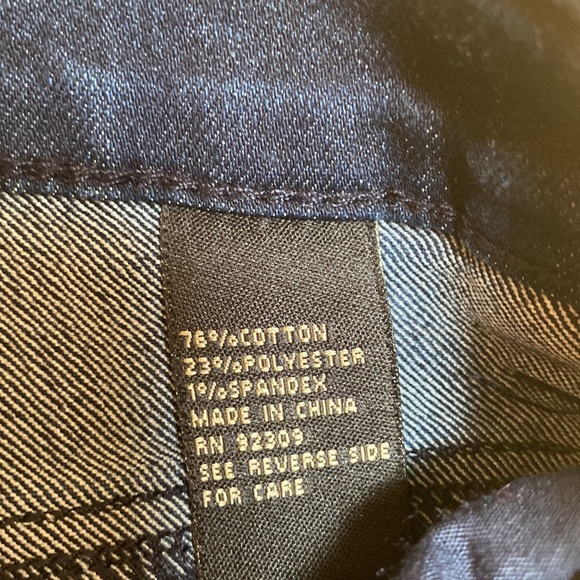 76%COTTON
23%POLYESTER
1%SPANDEX
MADE IN CHINA
RN 92309
SEE REVERSE SIDE
FOR CARE